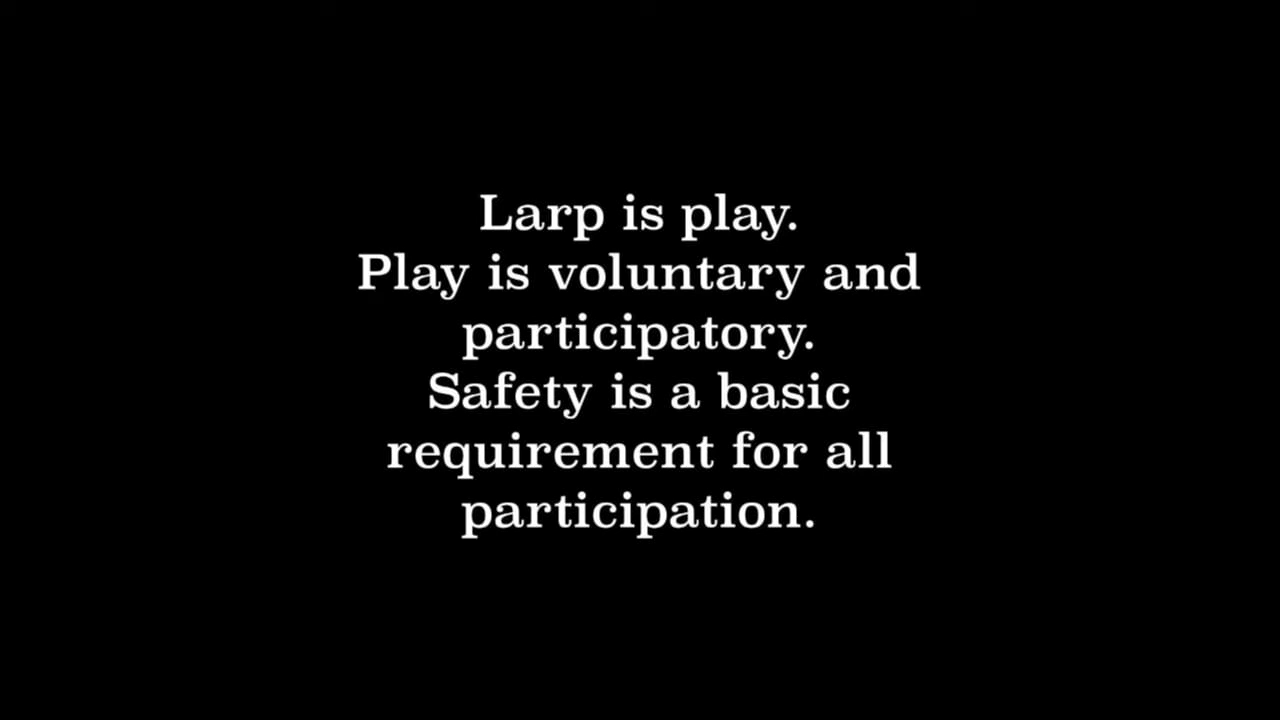 Larp is play.
Play is voluntary and
participatory.
Safety is a basic
requirement for all
participation.